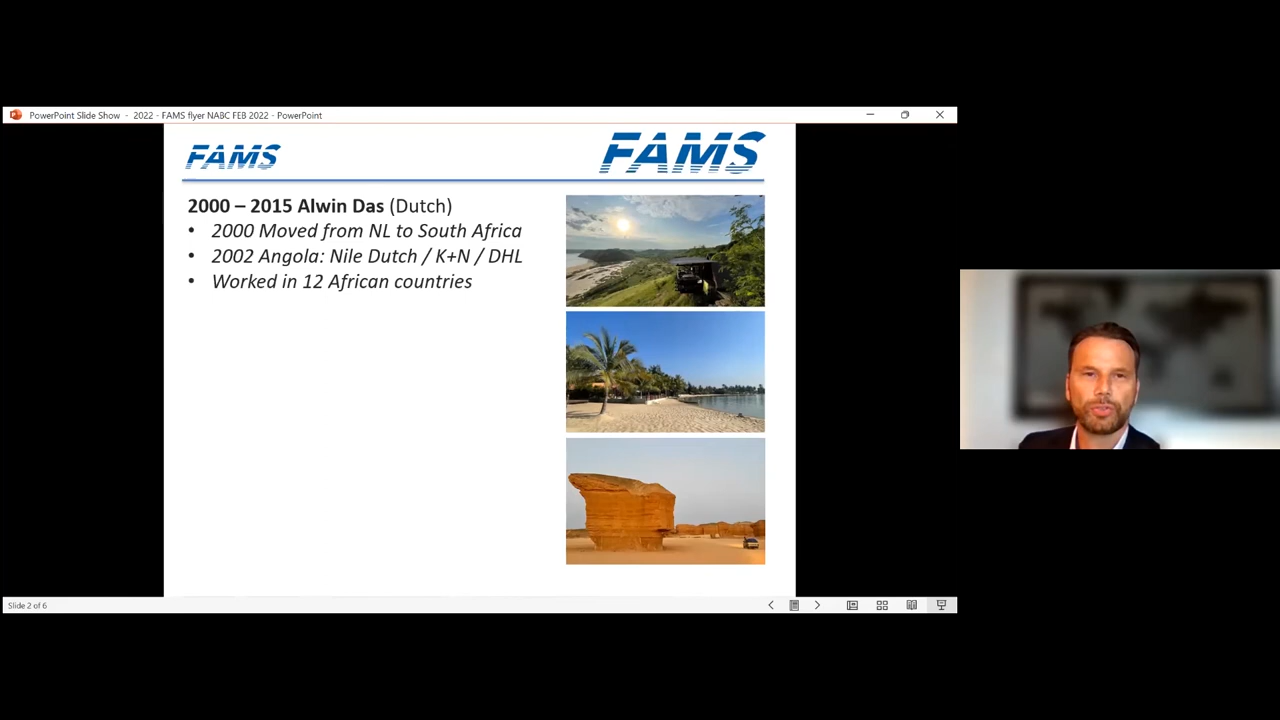 PowerPoint Slide Show - 2022 - FAMS flyer NABC FEB 2022 - PowerPoint
FAMS FAMS
2000 – 2015 Alwin Das (Dutch)
• 2000 Moved from NL to South Africa
• 2002 Angola: Nile Dutch / K+N / DHL
• Worked in 12 African countries
Slide 2 of 6